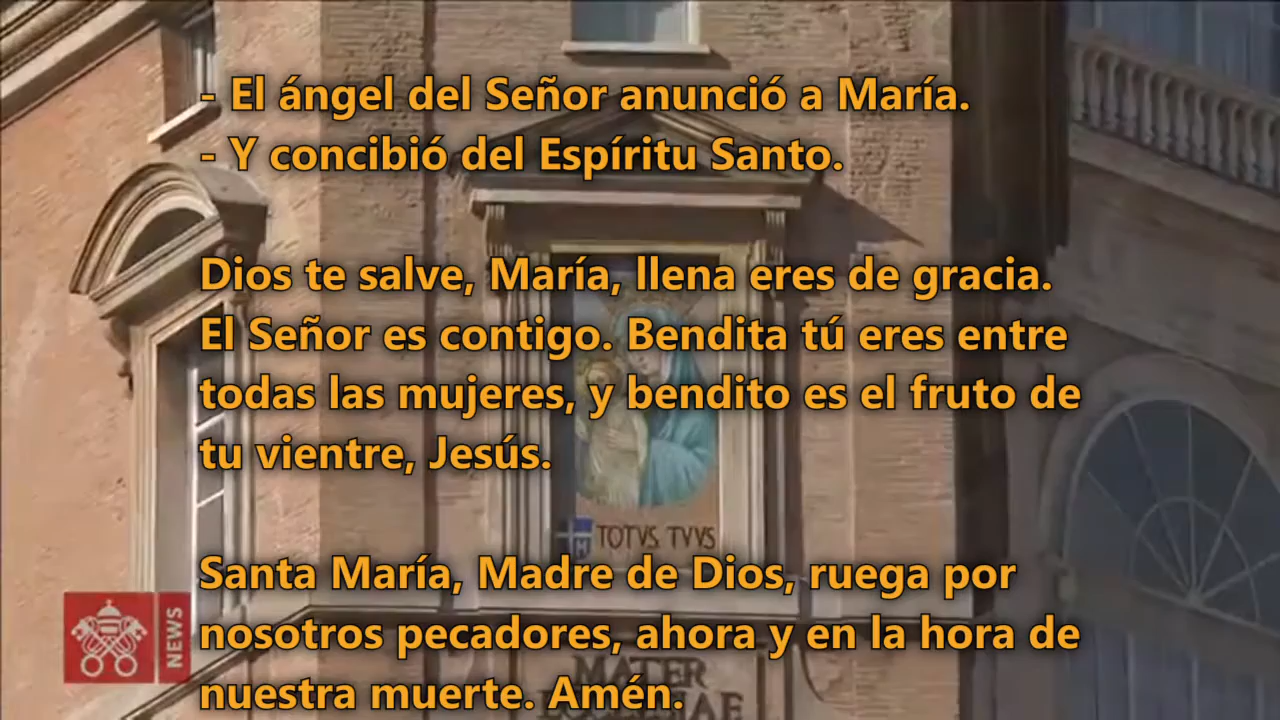 - El ángel del Señor anunció a María.
- Y concibió del Espíritu Santo.
Dios te salve, María, llena eres de gracia.
El Señor es contigo. Bendita tú eres entre
todas las mujeres, y bendito es el fruto de
tu vientre, Jesús.
TOTVS TVVS
Santa María, Madre de Dios, ruega por
nosotros pecadores, ahora y en la hora de
nuestra muerte. Amén.
NEWS
MATER
ECCLESIAE